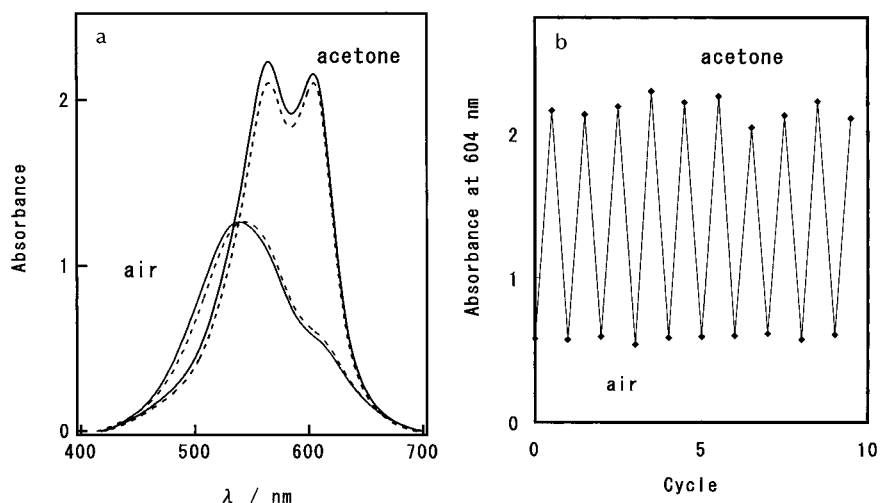 a
acetone
air
2
1
0
400
500
600
700
Absorbance
λ / nm
b
acetone
air
2
1
0
0
5
10
Absorbance at 604 nm
Cycle